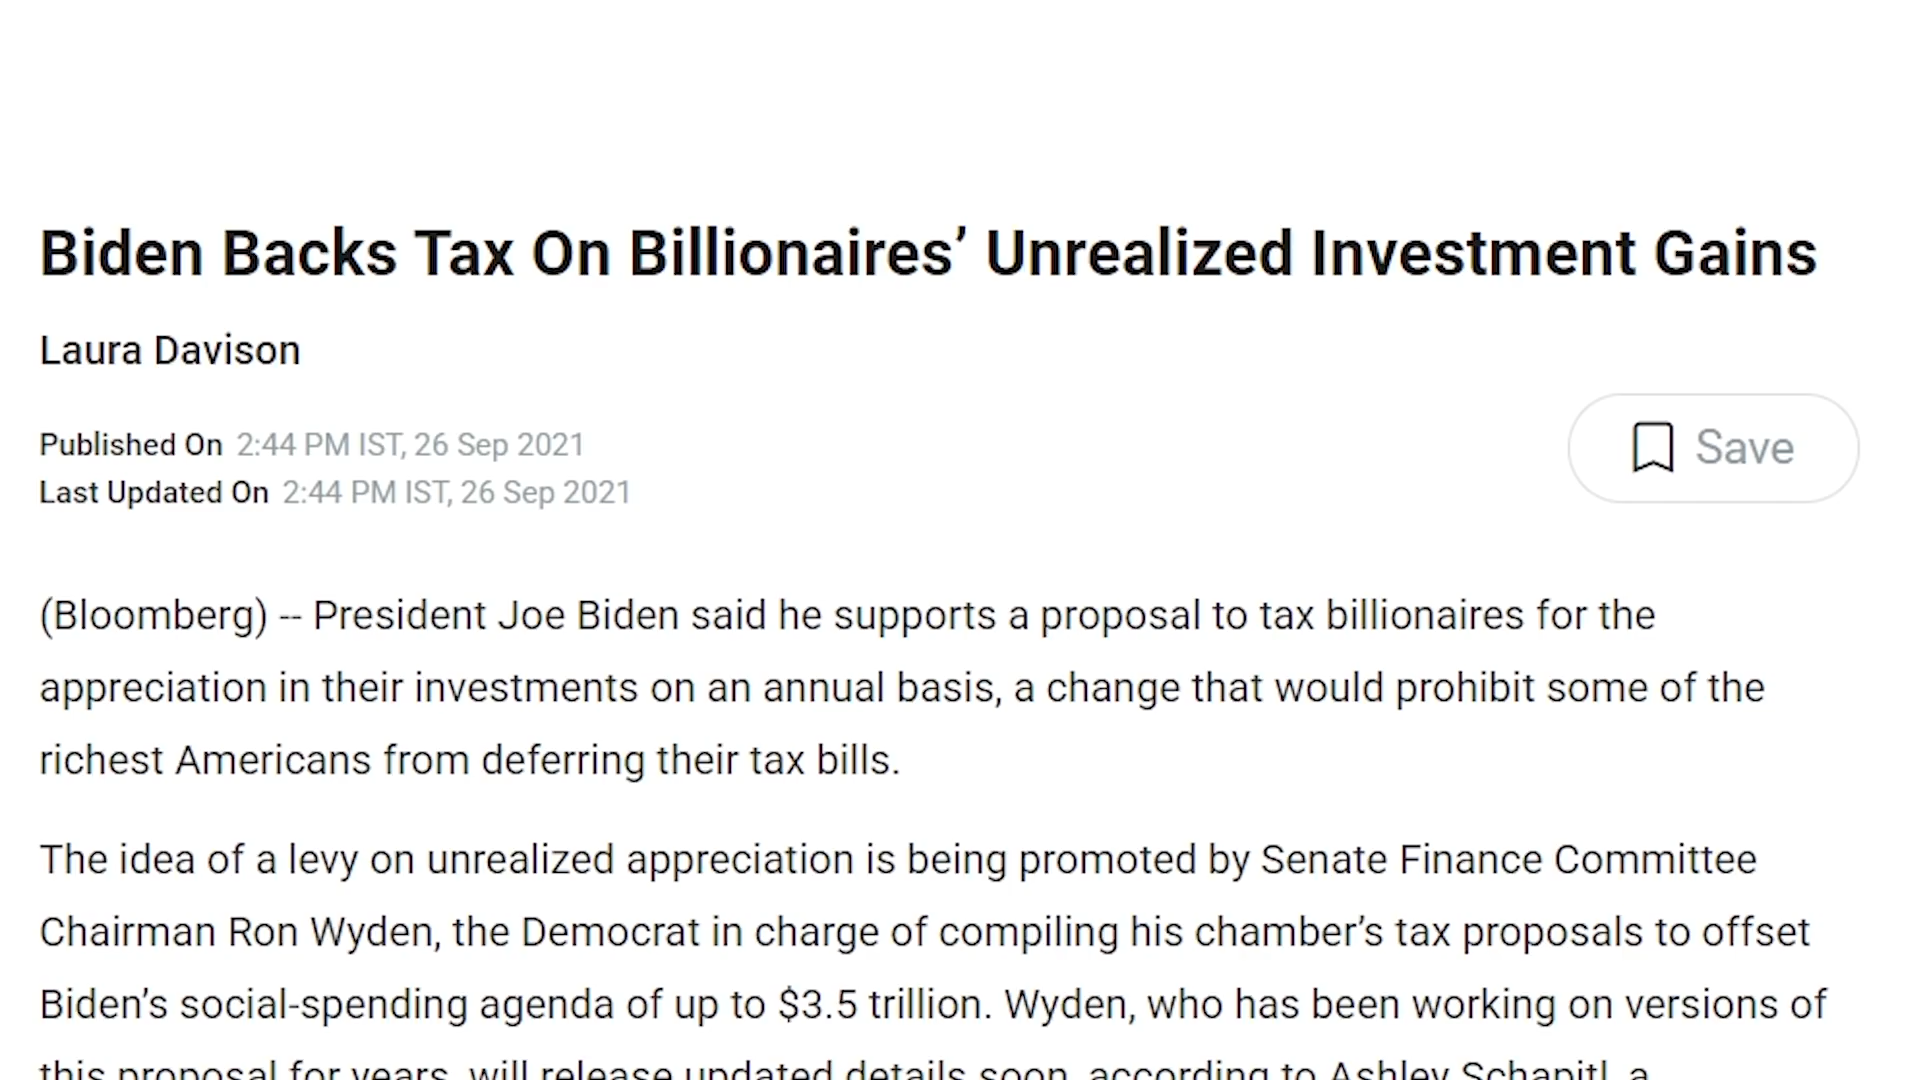 Biden Backs Tax On Billionaires’ Unrealized Investment Gains
Laura Davison
Published On 2:44 PM IST, 26 Sep 2021
Save
Last Updated On 2:44 PM IST, 26 Sep 2021
(Bloomberg) -- President Joe Biden said he supports a proposal to tax billionaires for the
appreciation in their investments on an annual basis, a change that would prohibit some of the
richest Americans from deferring their tax bills.
The idea of a levy on unrealized appreciation is being promoted by Senate Finance Committee
Chairman Ron Wyden, the Democrat in charge of compiling his chamber’s tax proposals to offset
Biden’s social-spending agenda of up to $3.5 trillion. Wyden, who has been working on versions of
this proposal for years, will release updated details soon, according to Ashley Schapitl, a